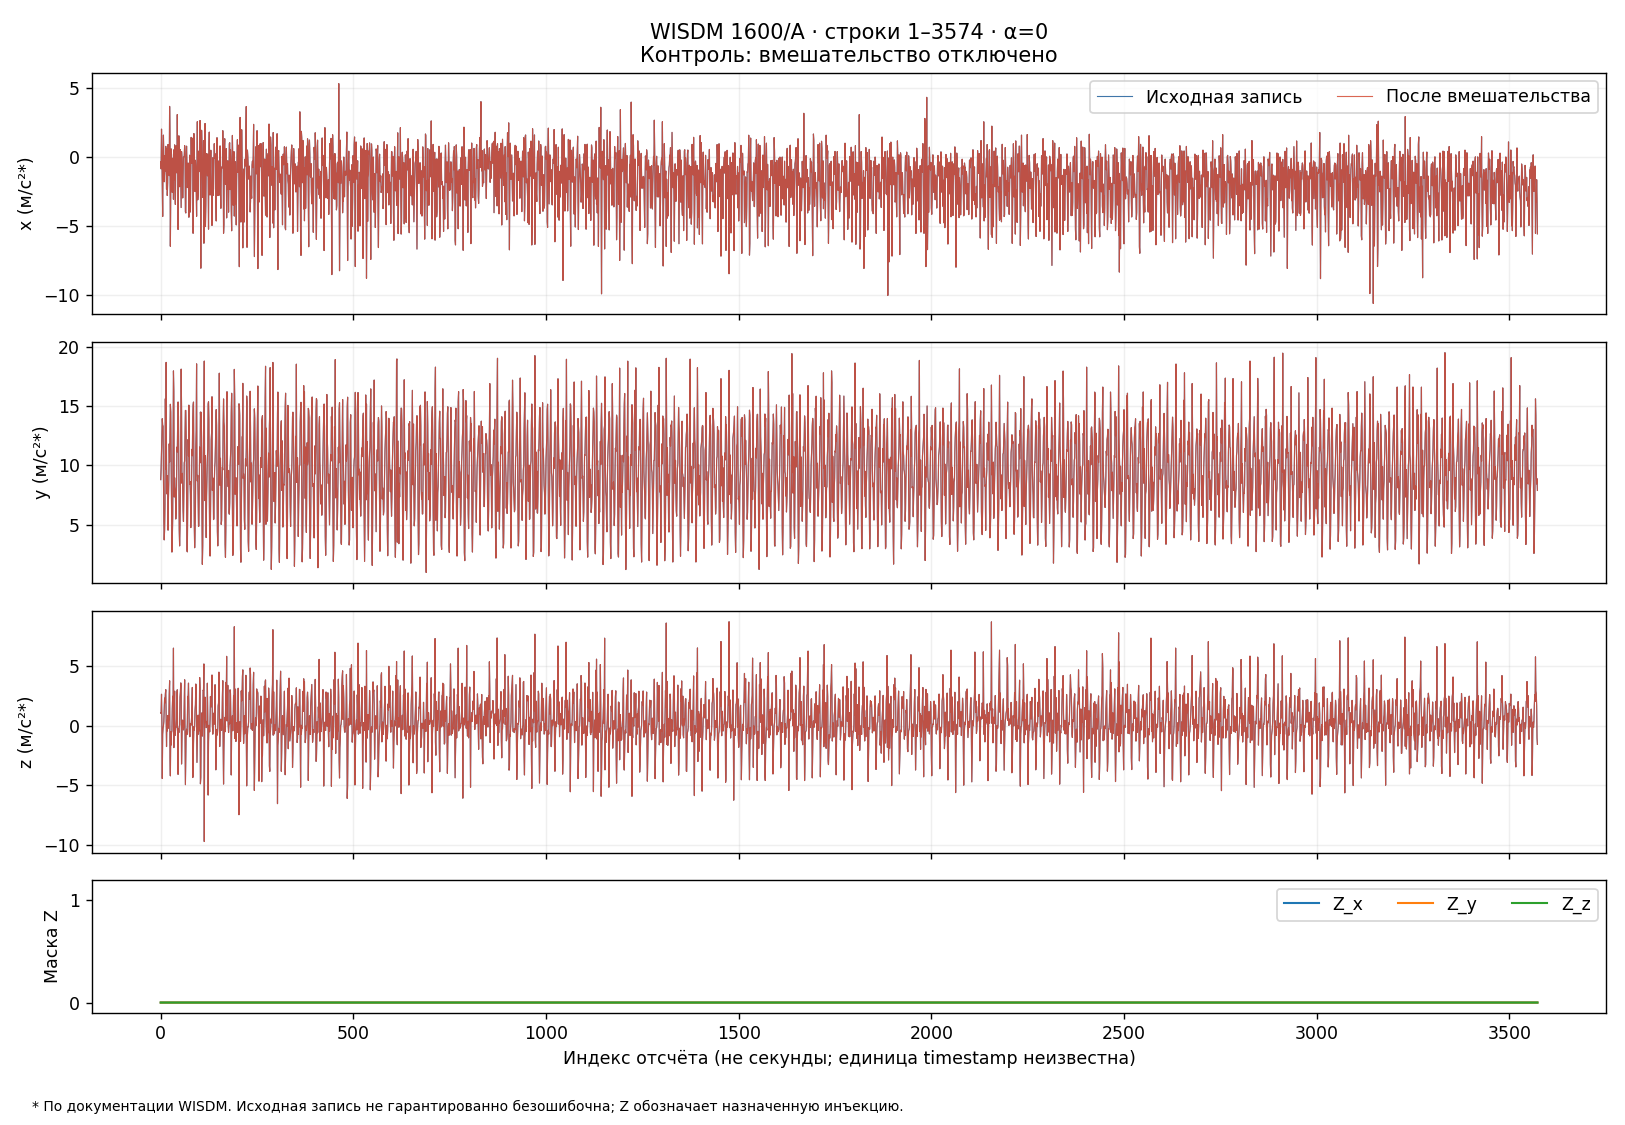 WISDM 1600/A · строки 1–3574 · α=0
Контроль: вмешательство отключено
Исходная запись
После вмешательства
x (м/с²*)
5
0
−5
−10
y (м/с²*)
20
15
10
5
z (м/с²*)
5
0
−5
−10
Маска Z
1
0
Z_x
Z_y
Z_z
0
500
1000
1500
2000
2500
3000
3500
Индекс отсчёта (не секунды; единица timestamp неизвестна)
* По документации WISDM. Исходная запись не гарантированно безошибочна; Z обозначает назначенную инъекцию.